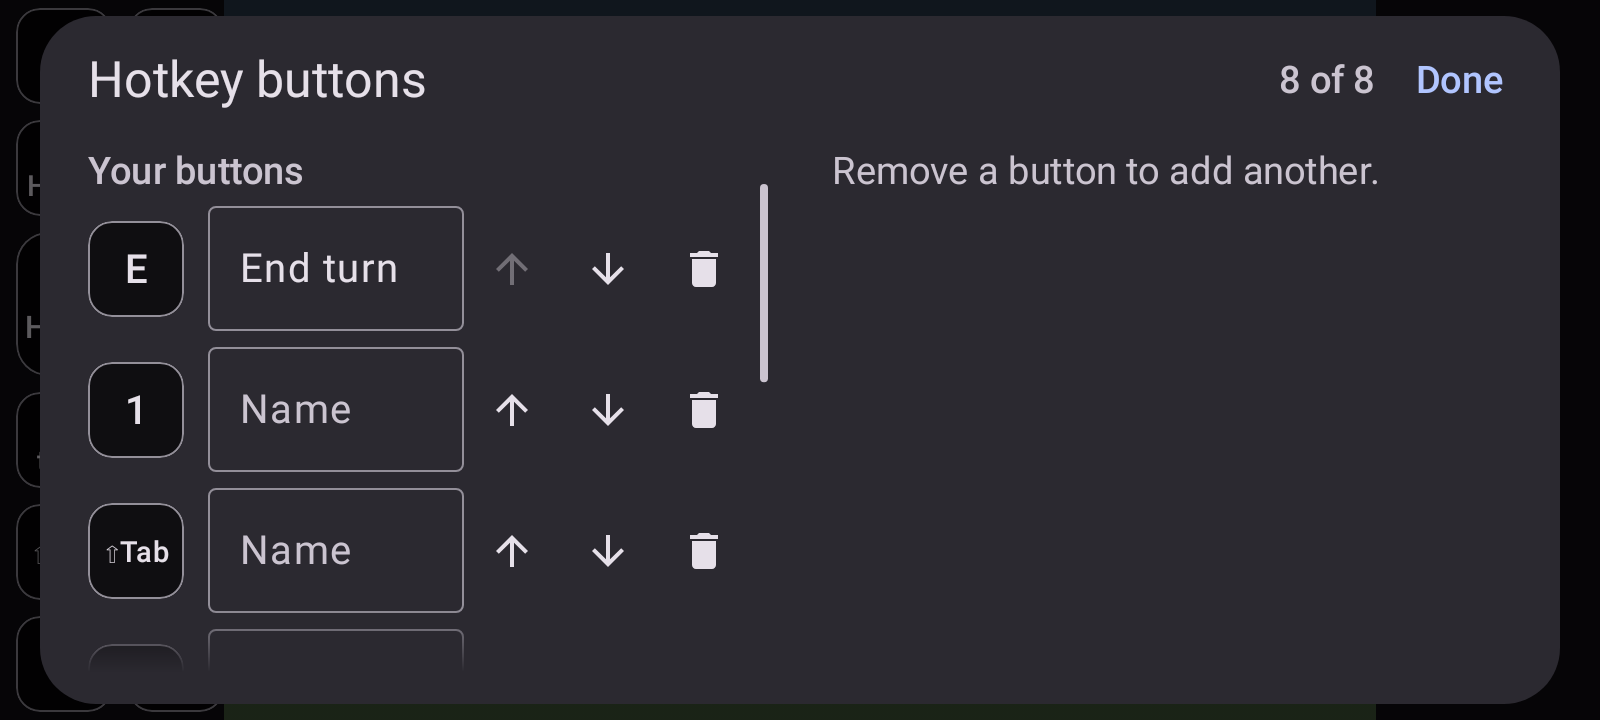 Hotkey buttons
8 of 8 Done
Your buttons
Remove a button to add another.
E End turn
1 Name
⇧Tab Name